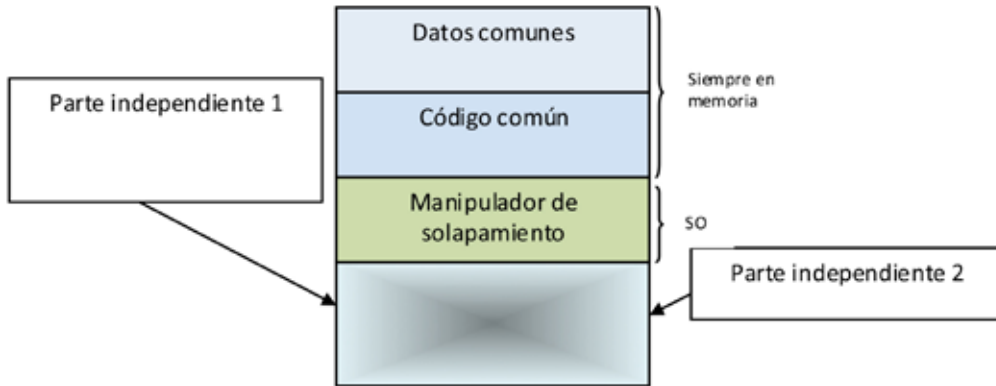 Datos comunes
Siempre en
memoria
Parte independiente 1
Código común
Manipulador de
solapamiento
SO
Parte independiente 2